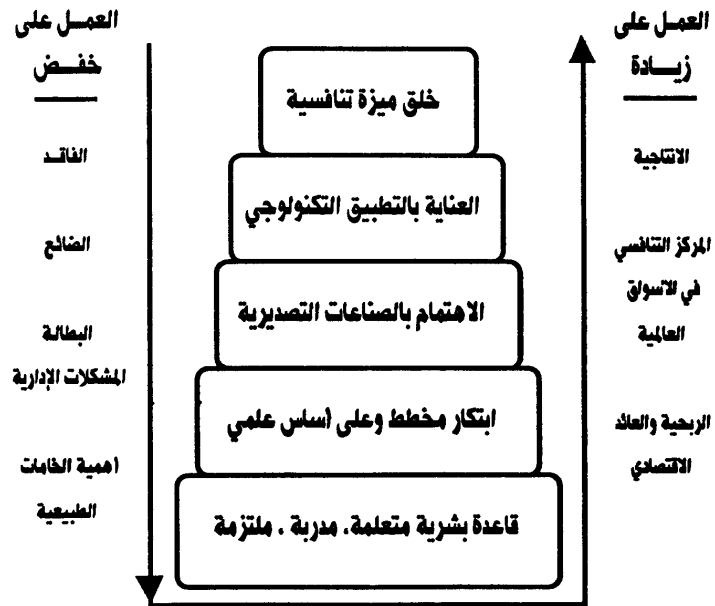 العمل على
زيادة
الانتاجية
المركز التنافسي
في الاسواق
العالمية
الربحية والعائد
الاقتصادي
خلق ميزة تنافسية
العناية بالتطبيق التكنولوجي
الاهتمام بالصناعات التصديرية
ابتكار مخطط وعلى أساس علمي
قاعدة بشرية متعلمة، مدربة ، ملتزمة
العمل على
خفض
الفاقد
الضائع
البطالة
المشكلات الإدارية
أهمية الخامات
الطبيعية